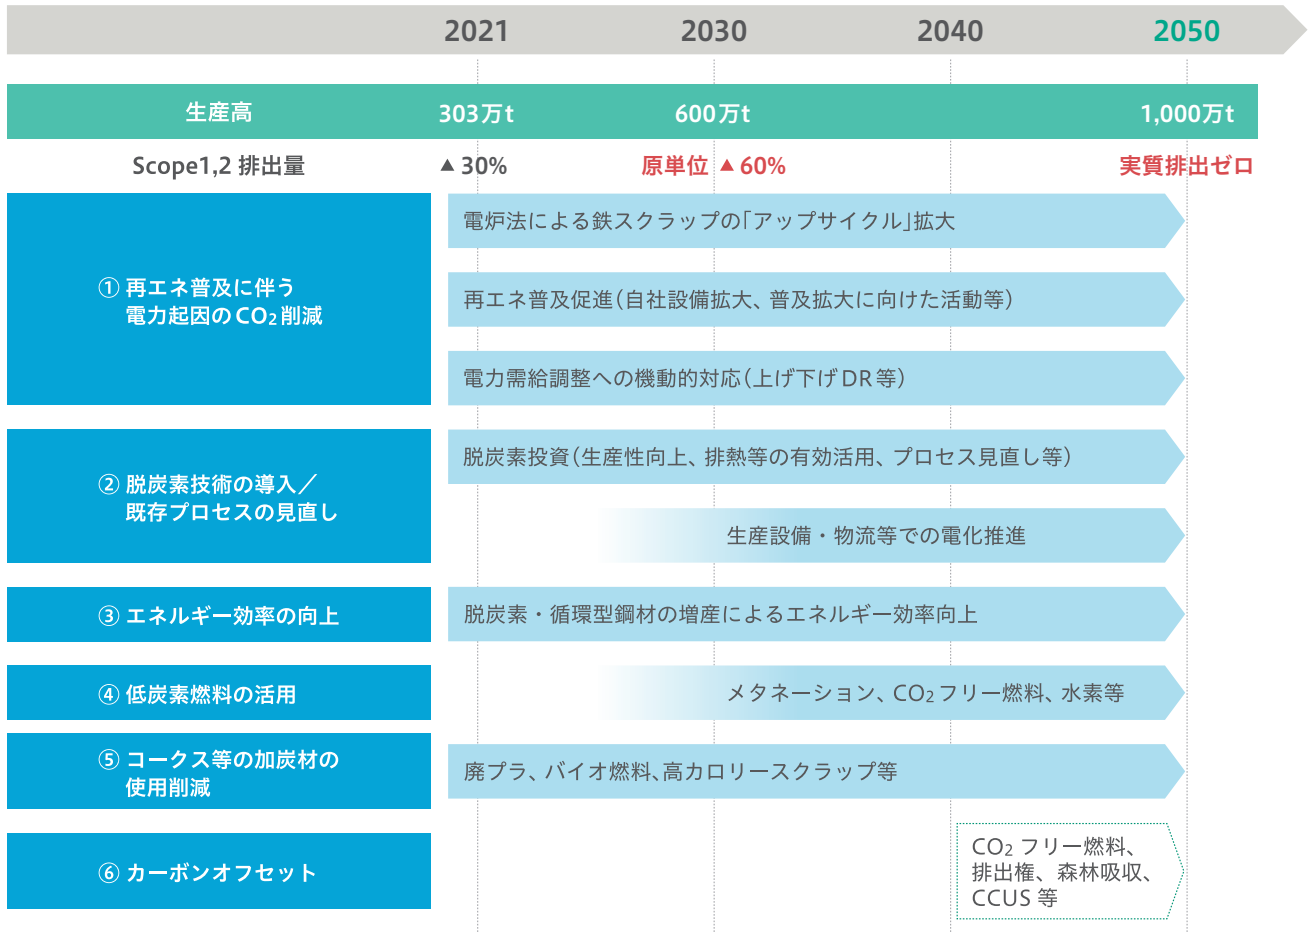 2021 2030 2040 2050
生産高 303万t 600万t 1,000万t
Scope1,2 排出量 ▲30% 原単位 ▲60% 実質排出ゼロ
① 再エネ普及に伴う
電力起因のCO₂削減
電炉法による鉄スクラップの「アップサイクル」拡大
再エネ普及促進(自社設備拡大、普及拡大に向けた活動等)
電力需給調整への機動的対応(上げ下げDR等)
② 脱炭素技術の導入／
既存プロセスの見直し
脱炭素投資(生産性向上、排熱等の有効活用、プロセス見直し等)
生産設備・物流等での電化推進
③ エネルギー効率の向上
脱炭素・循環型鋼材の増産によるエネルギー効率向上
④ 低炭素燃料の活用
メタネーション、CO₂フリー燃料、水素等
⑤ コークス等の加炭材の
使用削減
廃プラ、バイオ燃料、高カロリースクラップ等
⑥ カーボンオフセット
CO₂ フリー燃料、
排出権、森林吸収、
CCUS 等